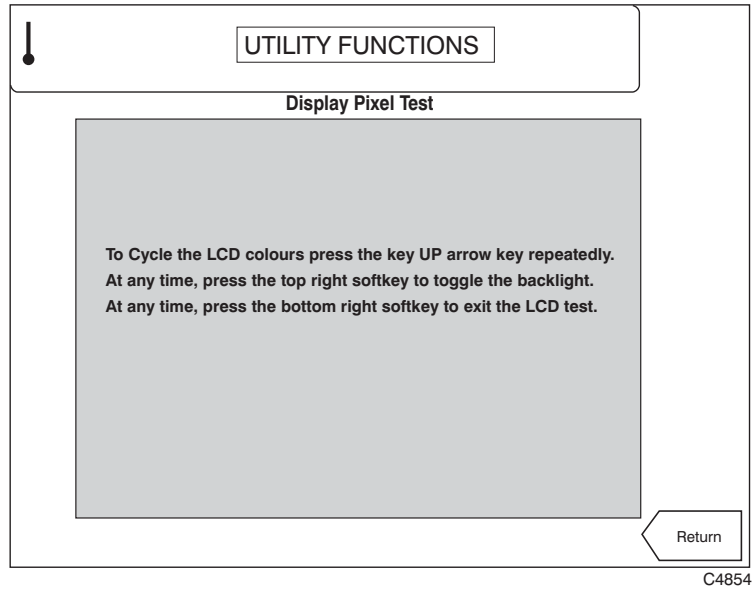 UTILITY FUNCTIONS
Display Pixel Test
To Cycle the LCD colours press the key UP arrow key repeatedly.
At any time, press the top right softkey to toggle the backlight.
At any time, press the bottom right softkey to exit the LCD test.
Return
C4854